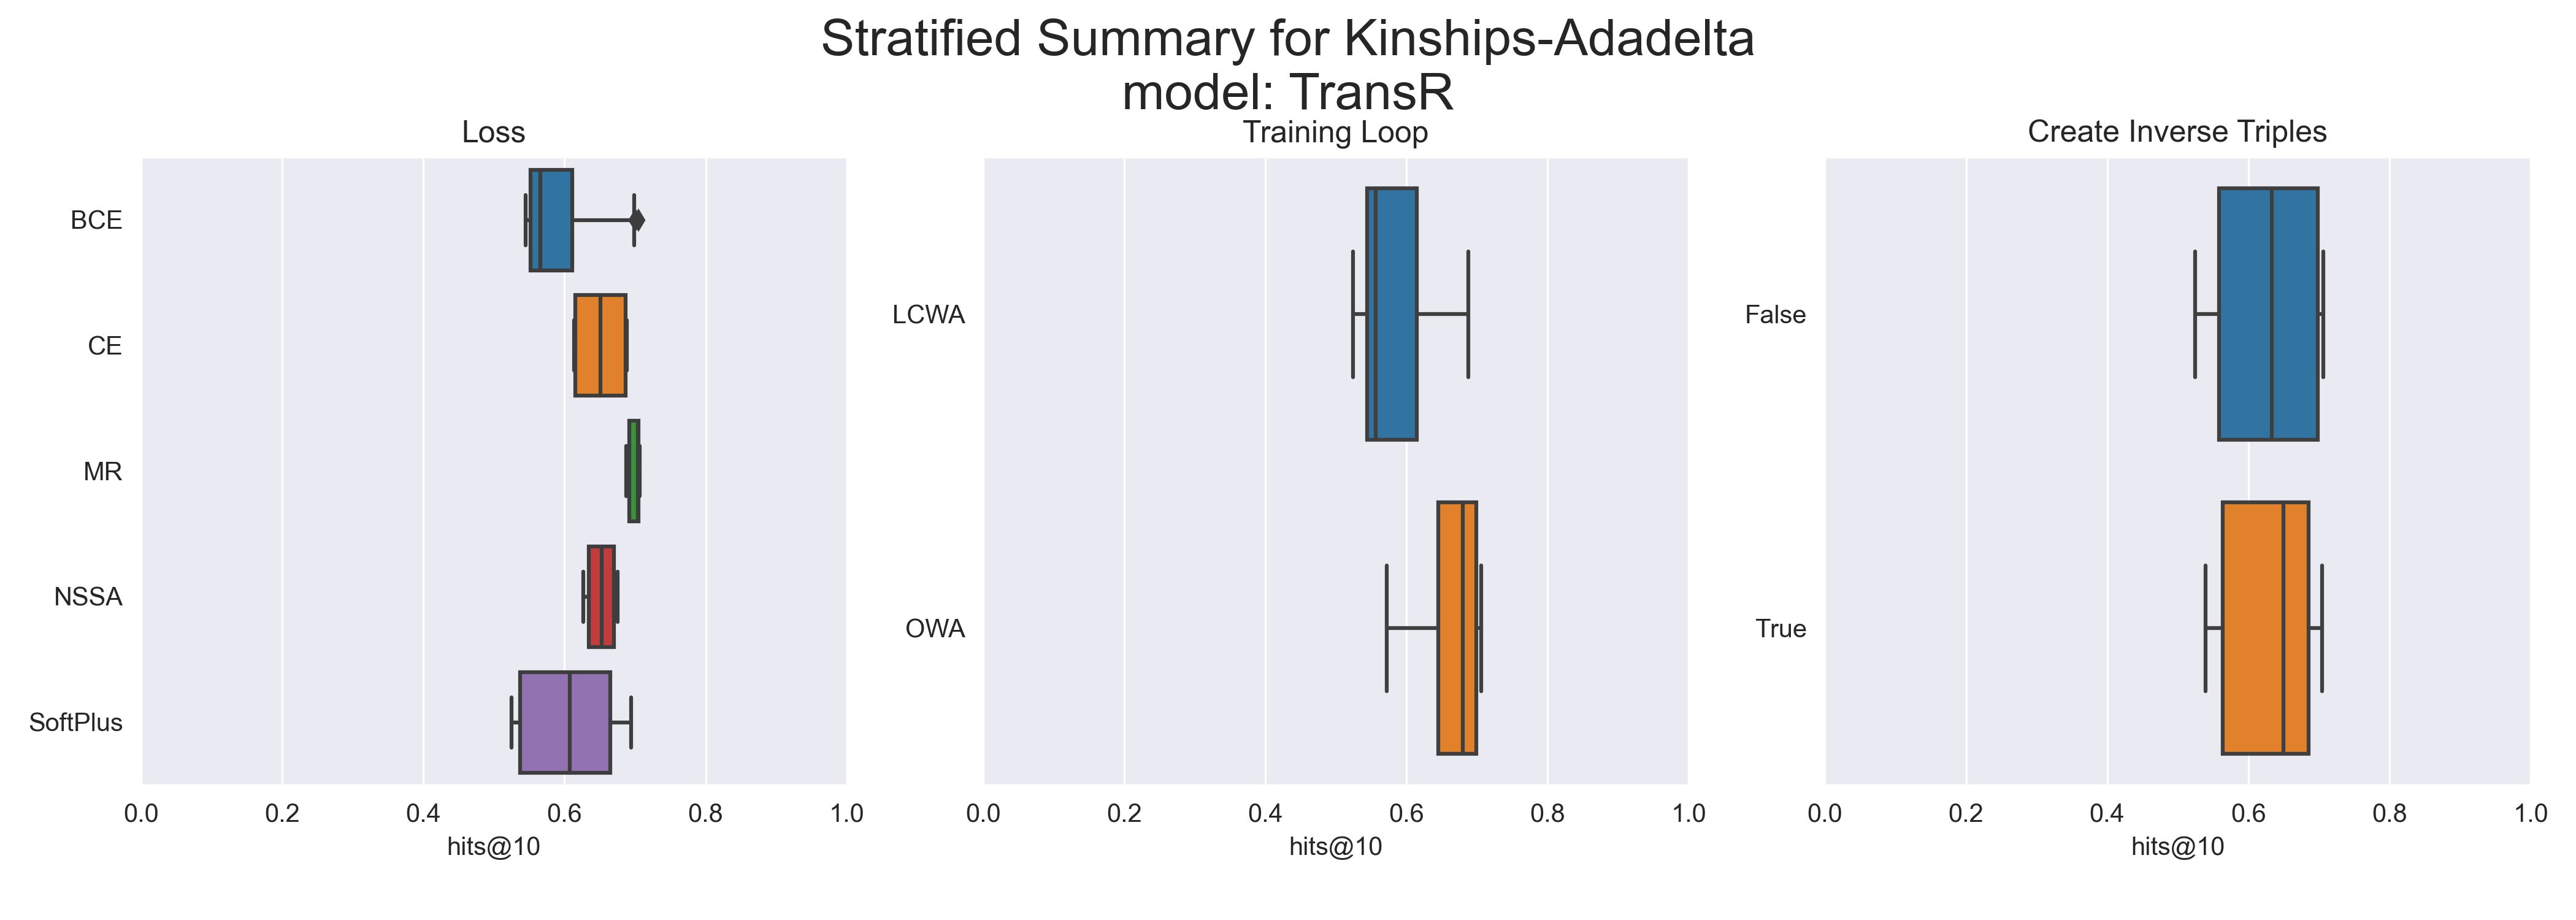 Stratified Summary for Kinships-Adadelta
model: TransR
Loss
BCE
CE
MR
NSSA
SoftPlus
0.0 0.2 0.4 0.6 0.8 1.0
hits@10
Training Loop
LCWA
OWA
0.0 0.2 0.4 0.6 0.8 1.0
hits@10
Create Inverse Triples
False
True
0.0 0.2 0.4 0.6 0.8 1.0
hits@10